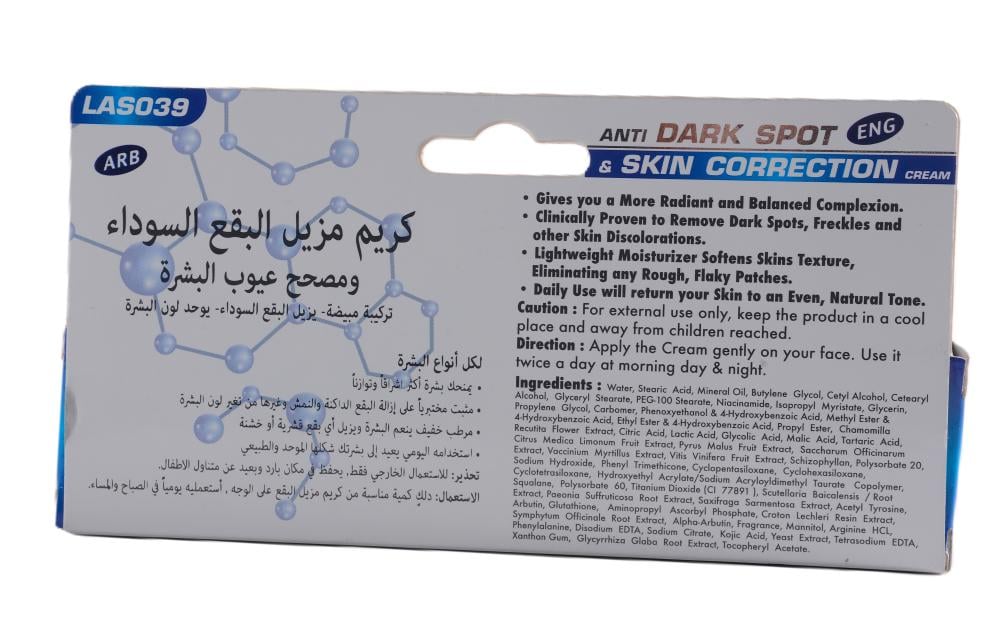 LAS039
ARB
كريم مزيل البقع السوداء
ومصحح عيوب البشرة
تركيبة مبيضة- يزيل البقع السوداء- يوحد لون البشرة
لكل أنواع البشرة
• يمنحك بشرة أكثر اشراقاً وتوازناً
• مثبت مختبرياً على إزالة البقع الداكنة والنمش وغيرها من تغير لون البشرة
• مرطب خفيف ينعم البشرة ويزيل أي بقع قشرية أو خشنة
• استخدامه اليومي يعيد إلى بشرتك شكلها الموحد والطبيعي
تحذير: للاستعمال الخارجي فقط، يحفظ في مكان بارد وبعيد عن متناول الاطفال.
الاستعمال: دلك كمية مناسبة من كريم مزيل البقع على الوجه , أستعمليه يومياً في الصباح والمساء.
ANTI DARK SPOT ENG
& SKIN CORRECTION CREAM
• Gives you a More Radiant and Balanced Complexion.
• Clinically Proven to Remove Dark Spots, Freckles and
other Skin Discolorations.
• Lightweight Moisturizer Softens Skins Texture,
Eliminating any Rough, Flaky Patches.
• Daily Use will return your Skin to an Even, Natural Tone.
Caution : For external use only, keep the product in a cool
place and away from children reached.
Direction : Apply the Cream gently on your face. Use it
twice a day at morning day & night.
Ingredients : Water, Stearic Acid, Mineral Oil, Butylene Glycol, Cetyl Alcohol, Cetearyl
Alcohol, Glyceryl Stearate, PEG-100 Stearate, Niacinamide, Isopropyl Myristate, Glycerin,
Propylene Glycol, Carbomer, Phenoxyethanol & 4-Hydroxybenzoic Acid, Methyl Ester &
4-Hydroxybenzoic Acid, Ethyl Ester & 4-Hydroxybenzoic Acid, Propyl Ester, Chamomilla
Recutita Flower Extract, Citric Acid, Lactic Acid, Glycolic Acid, Malic Acid, Tartaric Acid,
Citrus Medica Limonum Fruit Extract, Pyrus Malus Fruit Extract, Saccharum Officinarum
Extract, Vaccinium Myrtillus Extract, Vitis Vinifera Fruit Extract, Schizophyllan, Polysorbate 20,
Sodium Hydroxide, Phenyl Trimethicone, Cyclopentasiloxane, Cyclohexasiloxane,
Cyclotetrasiloxane, Hydroxyethyl Acrylate/Sodium Acryloyldimethyl Taurate Copolymer,
Squalane, Polysorbate 60, Titanium Dioxide (CI 77891 ), Scutellaria Baicalensis / Root
Extract, Paeonia Suffruticosa Root Extract, Saxifraga Sarmentosa Extract, Acetyl Tyrosine,
Arbutin, Glutathione, Aminopropyl Ascorbyl Phosphate, Croton Lechleri Resin Extract,
Symphytum Officinale Root Extract, Alpha-Arbutin, Fragrance, Mannitol, Arginine HCL,
Phenylalanine, Disodium EDTA, Sodium Citrate, Kojic Acid, Yeast Extract, Tetrasodium EDTA,
Xanthan Gum, Glycyrrhiza Glaba Root Extract, Tocopheryl Acetate.